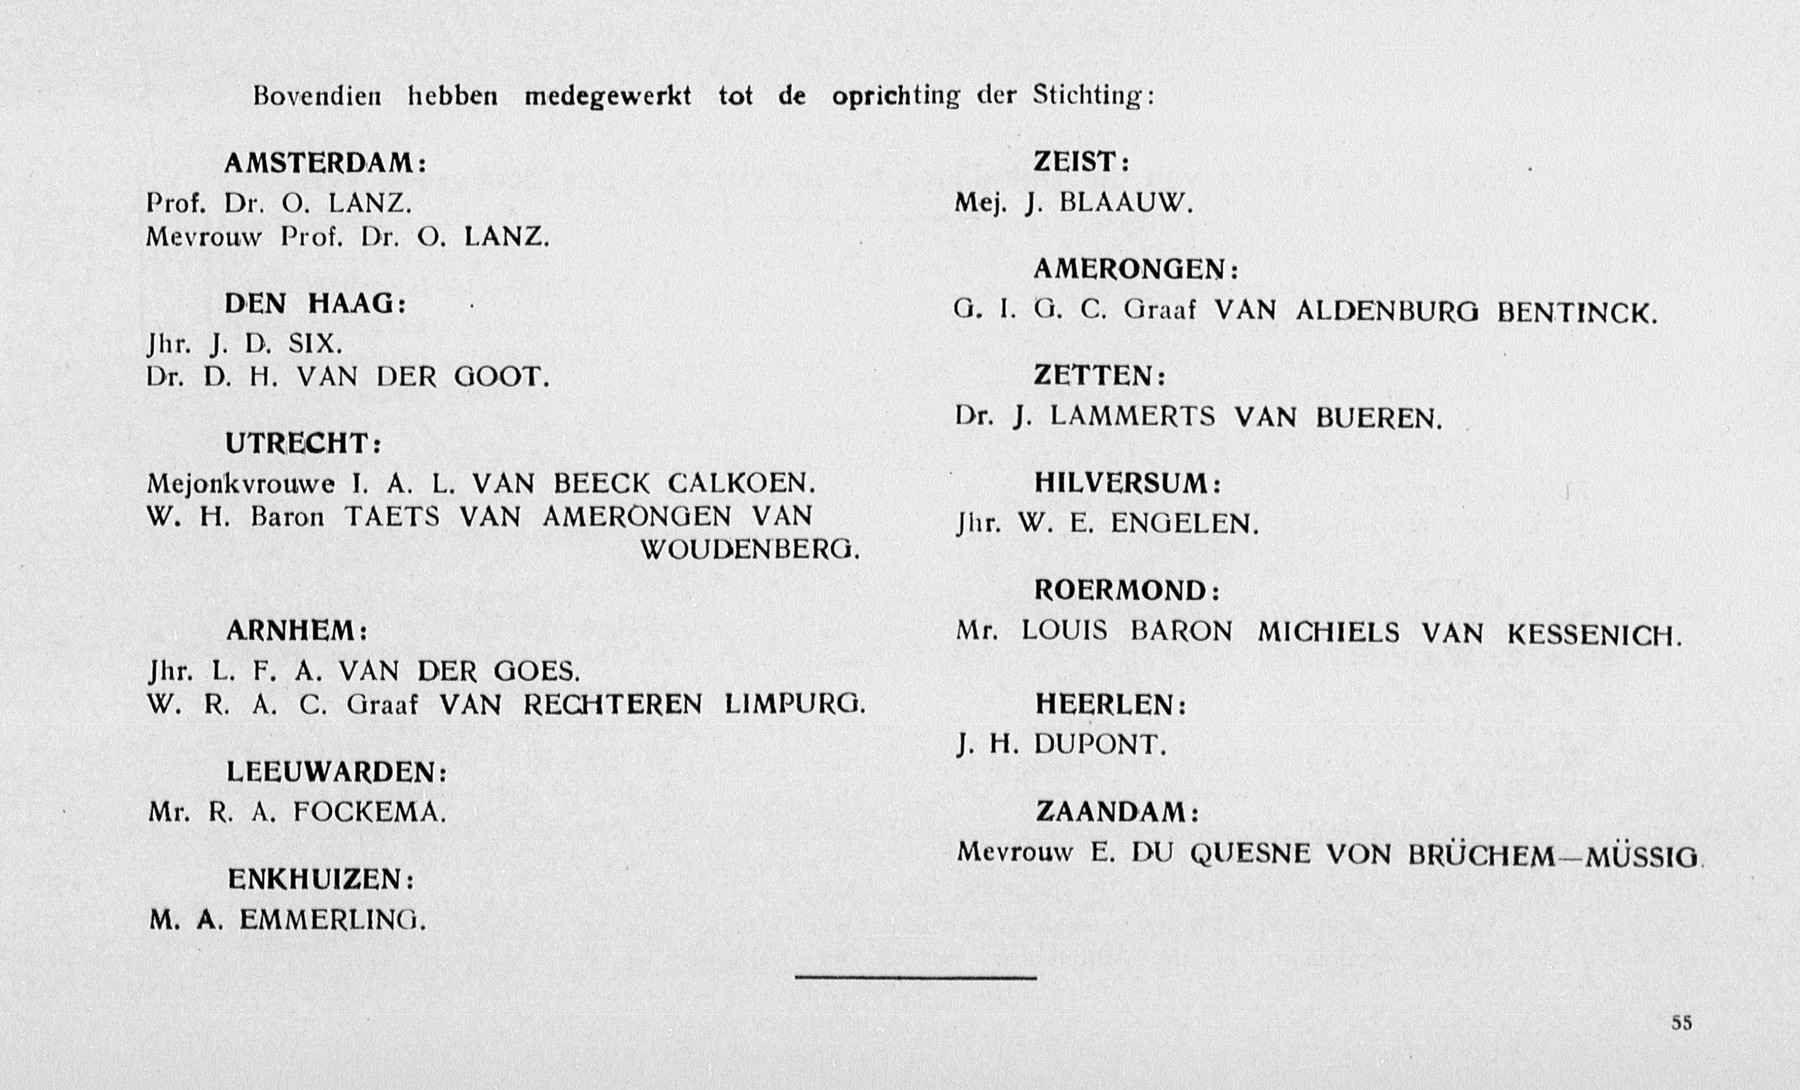 Bovendien hebben medegewerkt tot de oprichting der Stichting:
AMSTERDAM:
Prof. Dr. O. LANZ.
Mevrouw Prof. Dr. O. LANZ.
DEN HAAG:
Jhr. J. D. SIX.
Dr. D. H. VAN DER GOOT.
UTRECHT:
Mejonkvrouwe I. A. L. VAN BEECK CALKOEN.
W. H. Baron TAETS VAN AMERONGEN VAN
WOUDENBERG.
ARNHEM:
Jhr. L. F. A. VAN DER GOES.
W. R. A. C. Graaf VAN RECHTEREN LIMPURG.
LEEUWARDEN:
Mr. R. A. FOCKEMA.
ENKHUIZEN:
M. A. EMMERLING.
ZEIST:
Mej. J. BLAAUW.
AMERONGEN:
G. I. G. C. Graaf VAN ALDENBURG BENTINCK.
ZETTEN:
Dr. J. LAMMERTS VAN BUEREN.
HILVERSUM:
Jhr. W. E. ENGELEN.
ROERMOND:
Mr. LOUIS BARON MICHIELS VAN KESSENICH.
HEERLEN:
J. H. DUPONT.
ZAANDAM:
Mevrouw E. DU QUESNE VON BRÜCHEM—MÜSSIG.
55